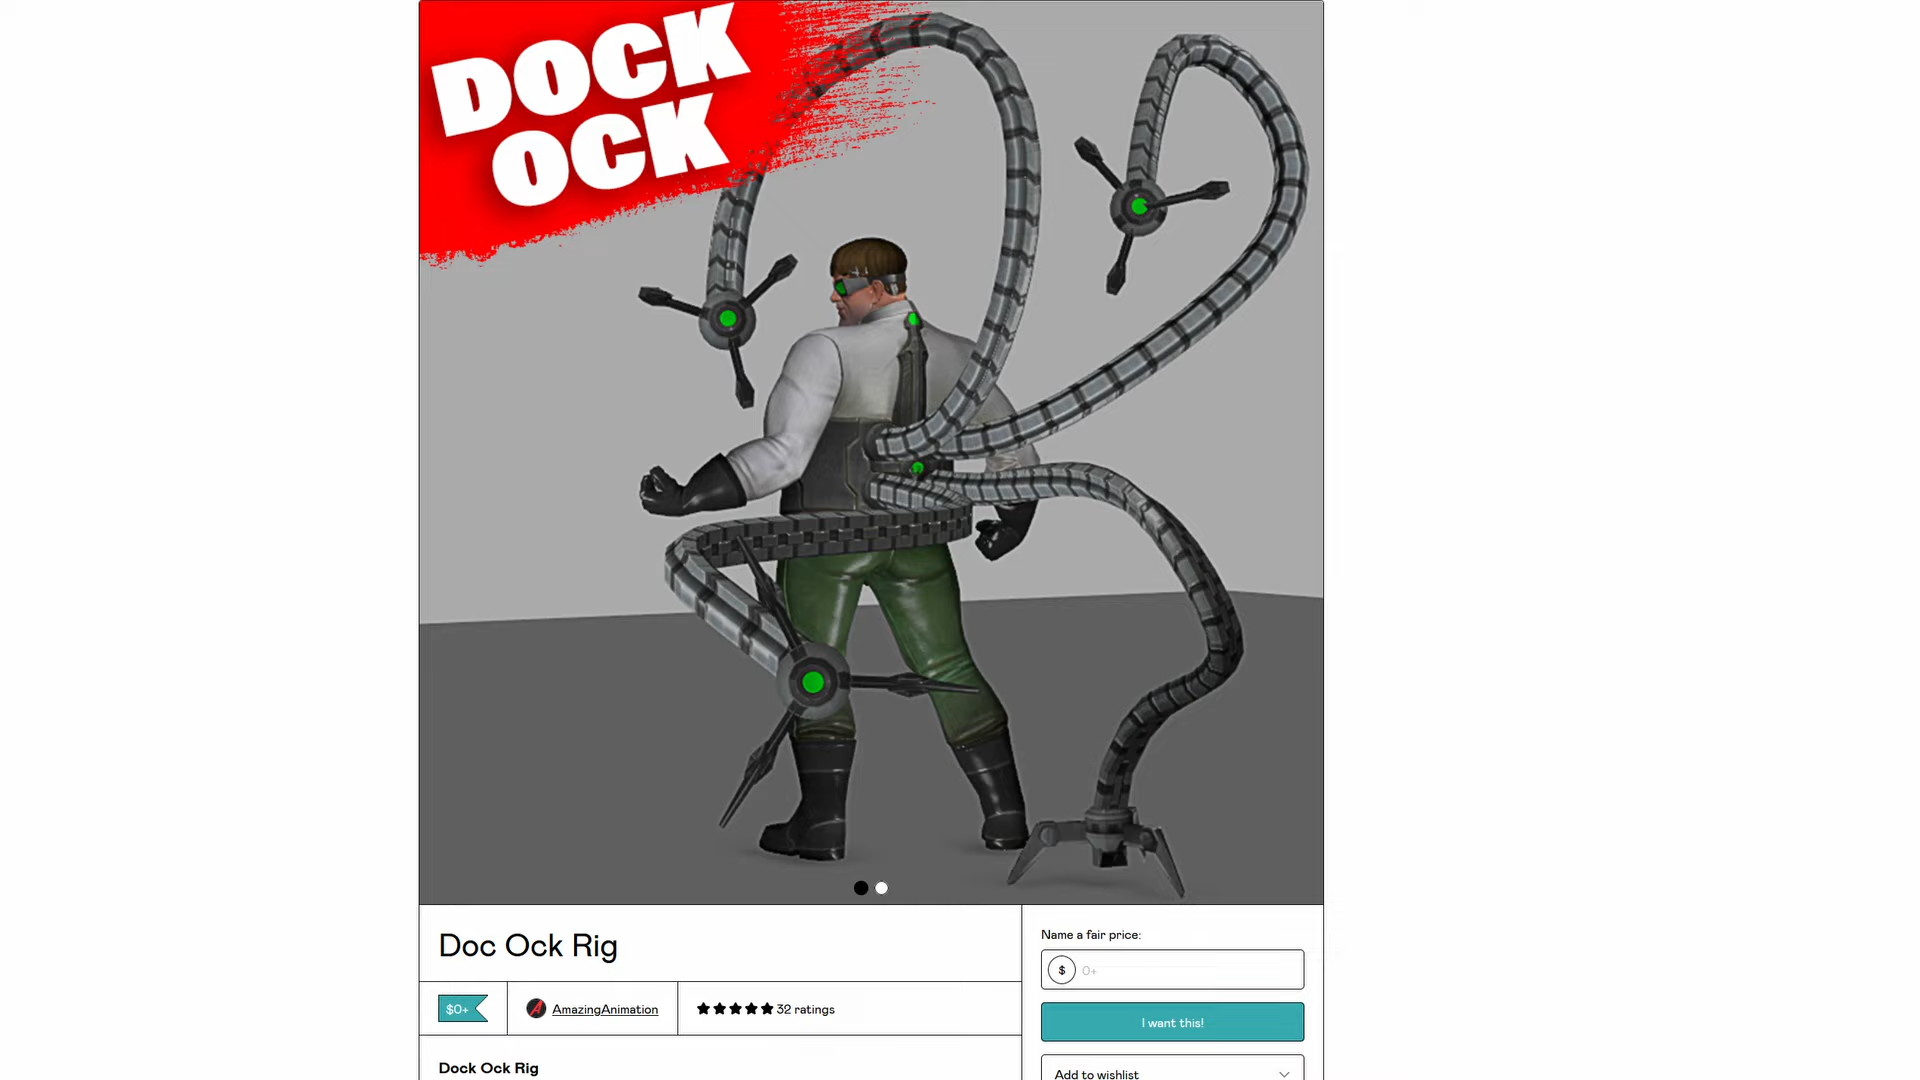 DOCK
OCK
Doc Ock Rig
Name a fair price:
$ 0+
$0+
AmazingAnimation
32 ratings
I want this!
Dock Ock Rig
Add to wishlist